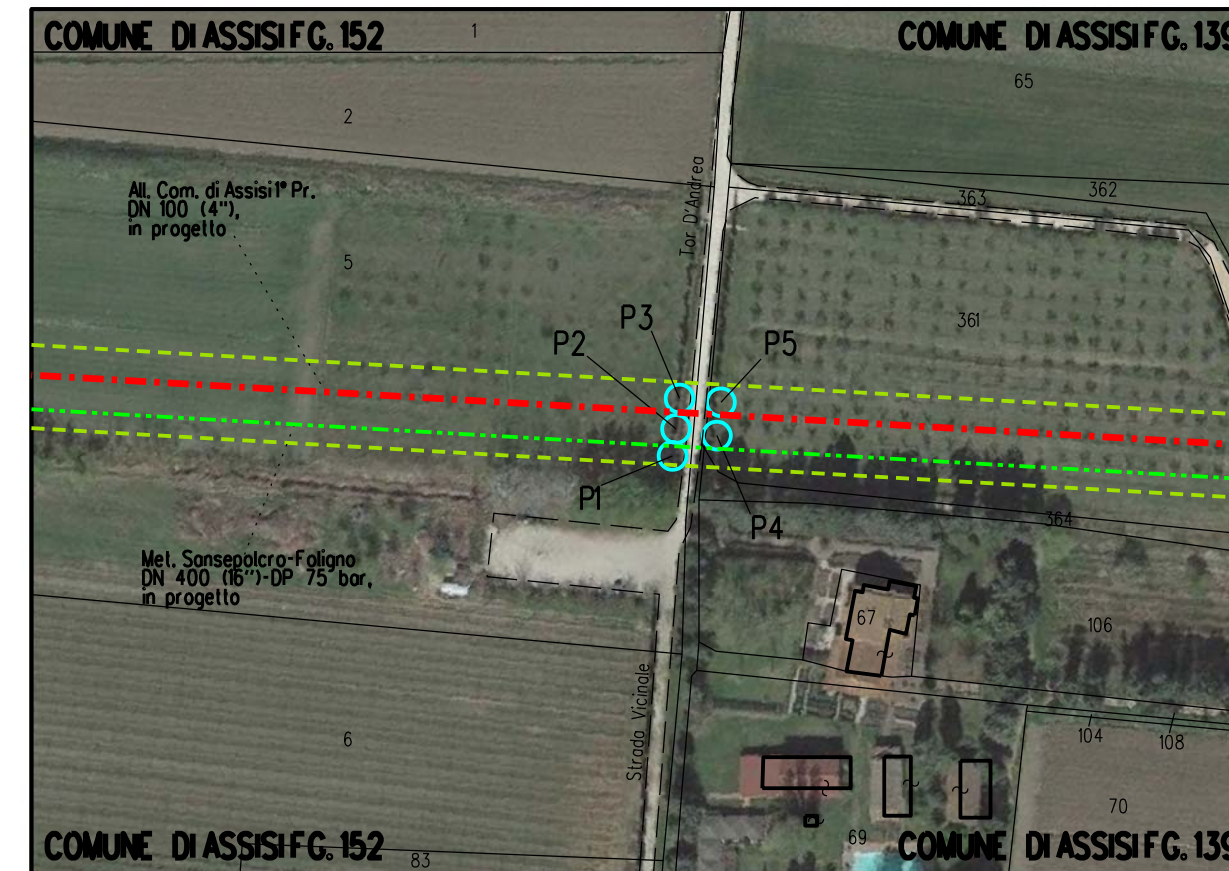 COMUNE DI ASSISI FG. 152
1
COMUNE DI ASSISI FG. 139
65
2
363
362
All. Com. di Assisi 1° Pr.
DN 100 (4"),
in progetto
Tor D'Andrea
5
361
P3
P2
P5
P1
P4
364
Met. Sansepolcro-Foligno
DN 400 (16")-DP 75 bar,
in progetto
67
106
Strada Vicinale
6
104
108
70
69
COMUNE DI ASSISI FG. 152
83
COMUNE DI ASSISI FG. 139